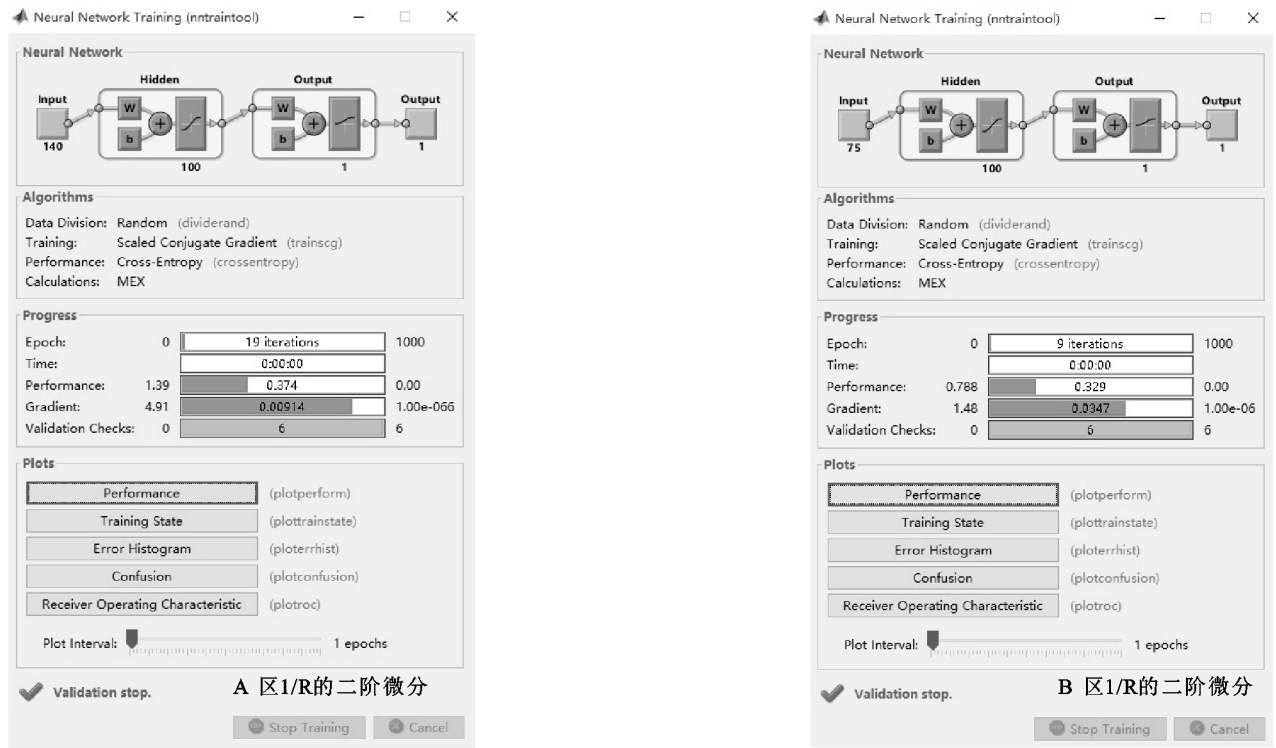 Neural Network Training (nntraintool)
Neural Network
Hidden
Output
Input
Output
W
b
W
b
140
100
1
1
Algorithms
Data Division: Random (dividerand)
Training: Scaled Conjugate Gradient (trainscg)
Performance: Cross-Entropy (crossentropy)
Calculations: MEX
Progress
Epoch: 0 19 iterations 1000
Time: 0:00:00
Performance: 1.39 0.374 0.00
Gradient: 4.91 0.00914 1.00e-066
Validation Checks: 0 6 6
Plots
Performance (plotperform)
Training State (plottrainstate)
Error Histogram (ploterrhist)
Confusion (plotconfusion)
Receiver Operating Characteristic (plotroc)
Plot Interval: 1 epochs
Validation stop.
A 区1/R的二阶微分
Stop Training Cancel
Neural Network Training (nntraintool)
Neural Network
Hidden
Output
Input
Output
W
b
W
b
75
100
1
1
Algorithms
Data Division: Random (dividerand)
Training: Scaled Conjugate Gradient (trainscg)
Performance: Cross-Entropy (crossentropy)
Calculations: MEX
Progress
Epoch: 0 9 iterations 1000
Time: 0:00:00
Performance: 0.788 0.329 0.00
Gradient: 1.48 0.0347 1.00e-06
Validation Checks: 0 6 6
Plots
Performance (plotperform)
Training State (plottrainstate)
Error Histogram (ploterrhist)
Confusion (plotconfusion)
Receiver Operating Characteristic (plotroc)
Plot Interval: 1 epochs
Validation stop.
B 区1/R的二阶微分
Stop Training Cancel